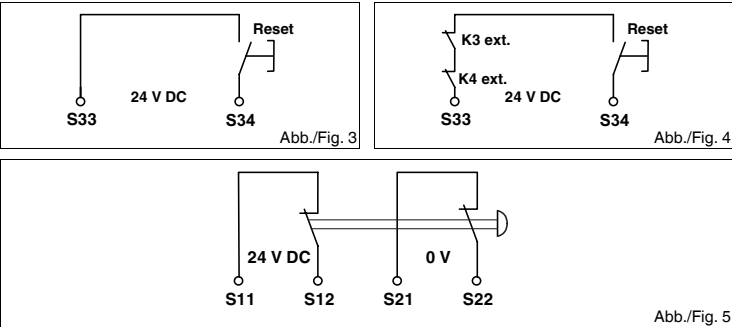 Reset
24 V DC
S33 S34
Abb./Fig. 3
Reset
K3 ext.
K4 ext.
24 V DC
S33 S34
Abb./Fig. 4
24 V DC 0 V
S11 S12 S21 S22
Abb./Fig. 5